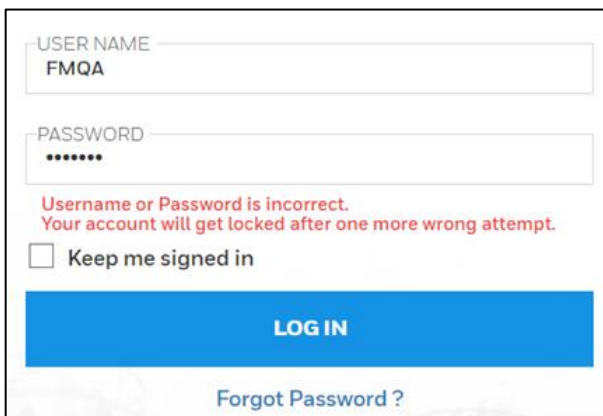 USER NAME
FMQA
PASSWORD
•••••••
Username or Password is incorrect.
Your account will get locked after one more wrong attempt.
Keep me signed in
LOG IN
Forgot Password ?